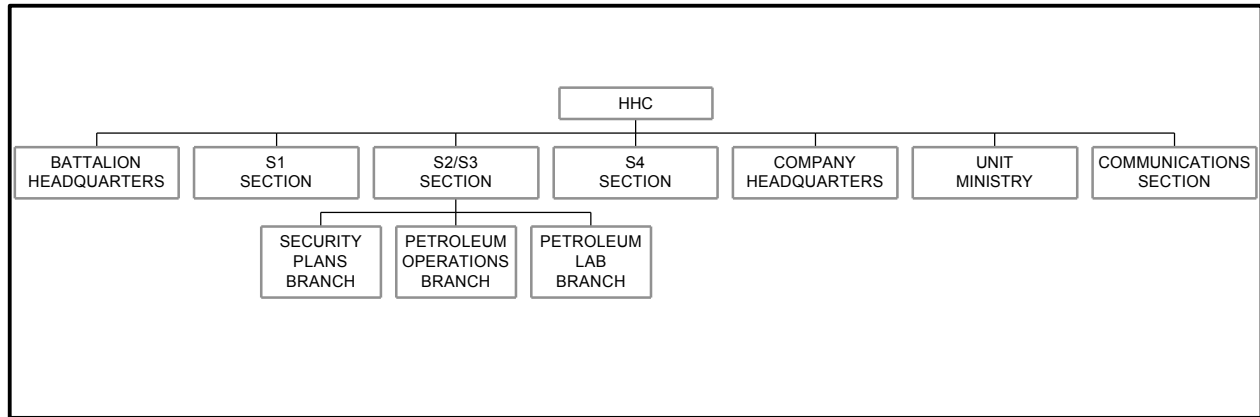 HHC
BATTALION
HEADQUARTERS
S1
SECTION
S2/S3
SECTION
S4
SECTION
COMPANY
HEADQUARTERS
UNIT
MINISTRY
COMMUNICATIONS
SECTION
SECURITY
PLANS
BRANCH
PETROLEUM
OPERATIONS
BRANCH
PETROLEUM
LAB
BRANCH